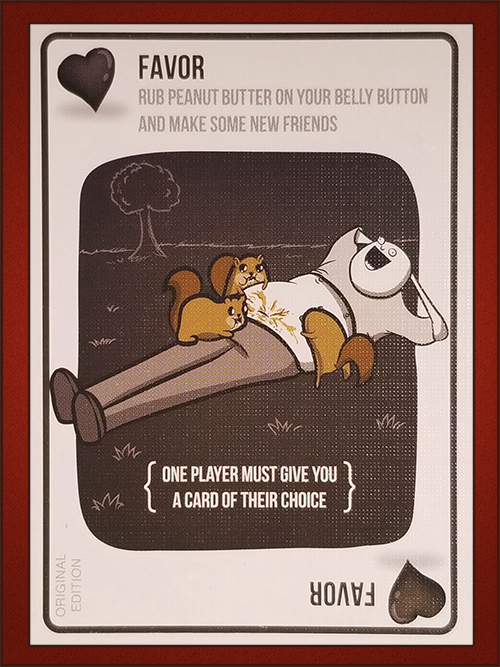 FAVOR
RUB PEANUT BUTTER ON YOUR BELLY BUTTON
AND MAKE SOME NEW FRIENDS
{ ONE PLAYER MUST GIVE YOU
A CARD OF THEIR CHOICE }
ORIGINAL
EDITION
FAVOR